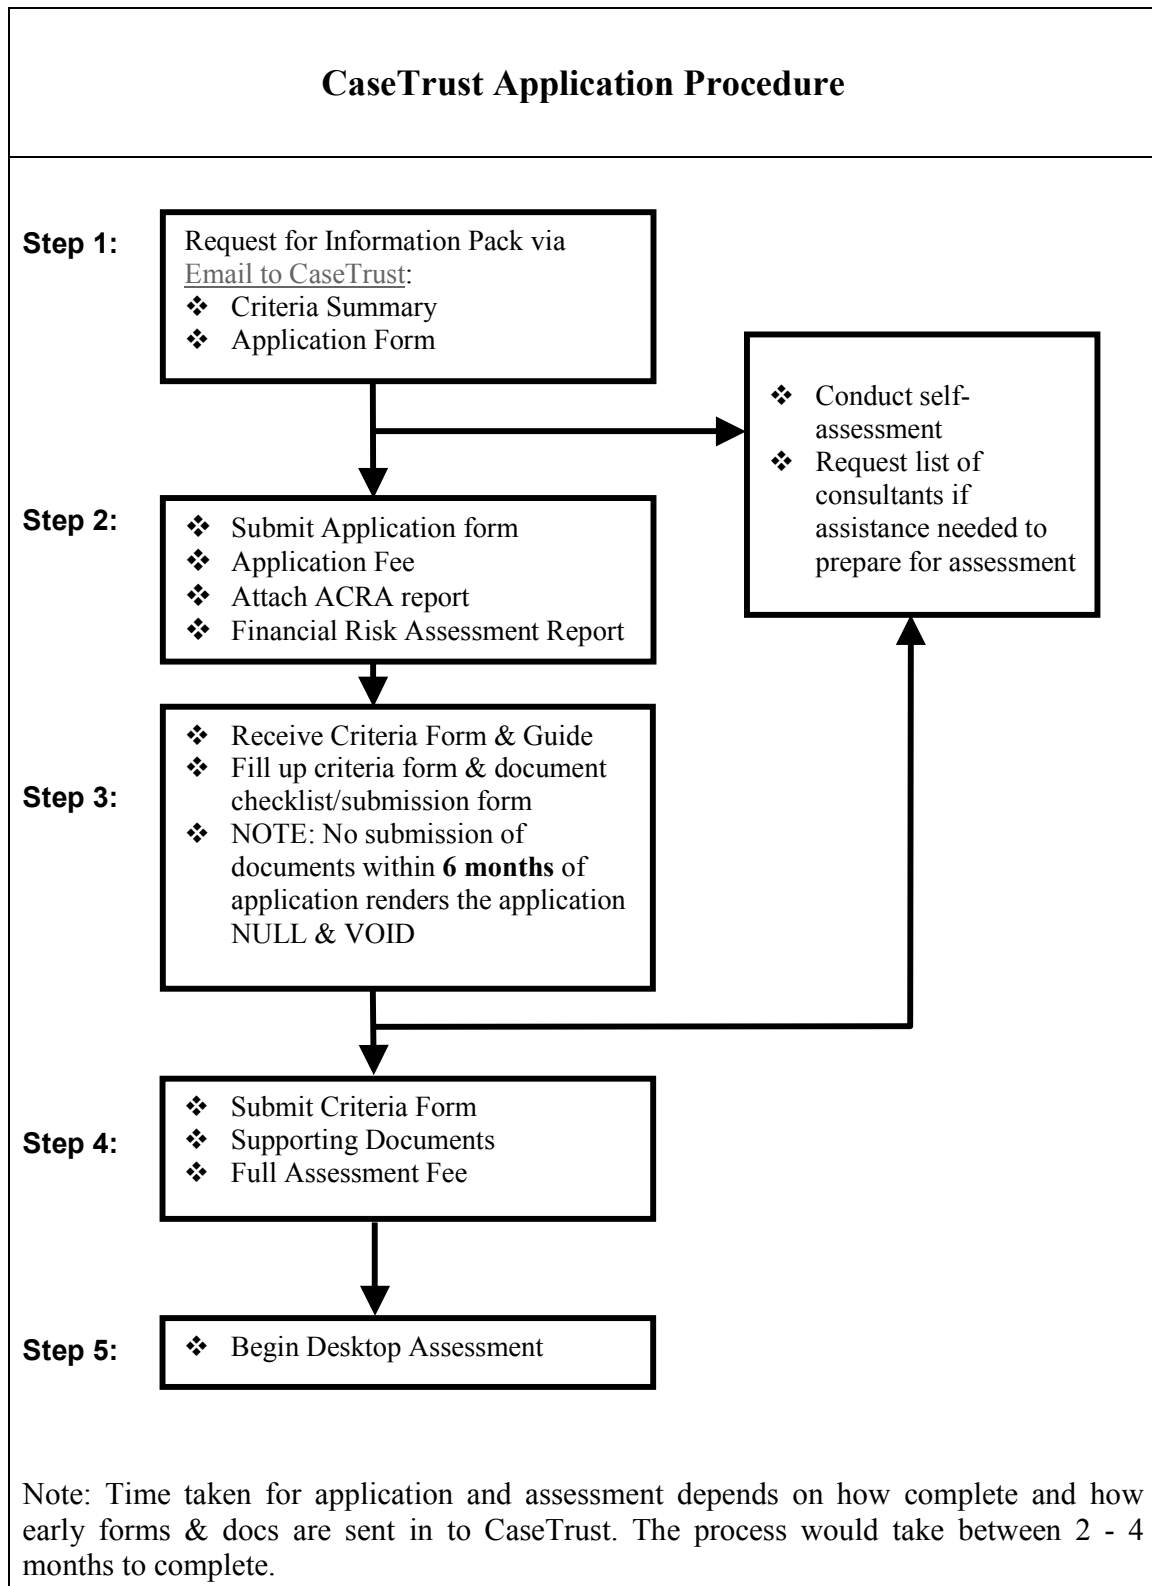 CaseTrust Application Procedure
Step 1:
Request for Information Pack via
Email to CaseTrust:
❖ Criteria Summary
❖ Application Form
❖ Conduct self-
assessment
❖ Request list of
consultants if
assistance needed to
prepare for assessment
Step 2:
❖ Submit Application form
❖ Application Fee
❖ Attach ACRA report
❖ Financial Risk Assessment Report
Step 3:
❖ Receive Criteria Form & Guide
❖ Fill up criteria form & document
checklist/submission form
❖ NOTE: No submission of
documents within 6 months of
application renders the application
NULL & VOID
Step 4:
❖ Submit Criteria Form
❖ Supporting Documents
❖ Full Assessment Fee
Step 5:
❖ Begin Desktop Assessment
Note: Time taken for application and assessment depends on how complete and how
early forms & docs are sent in to CaseTrust. The process would take between 2 - 4
months to complete.